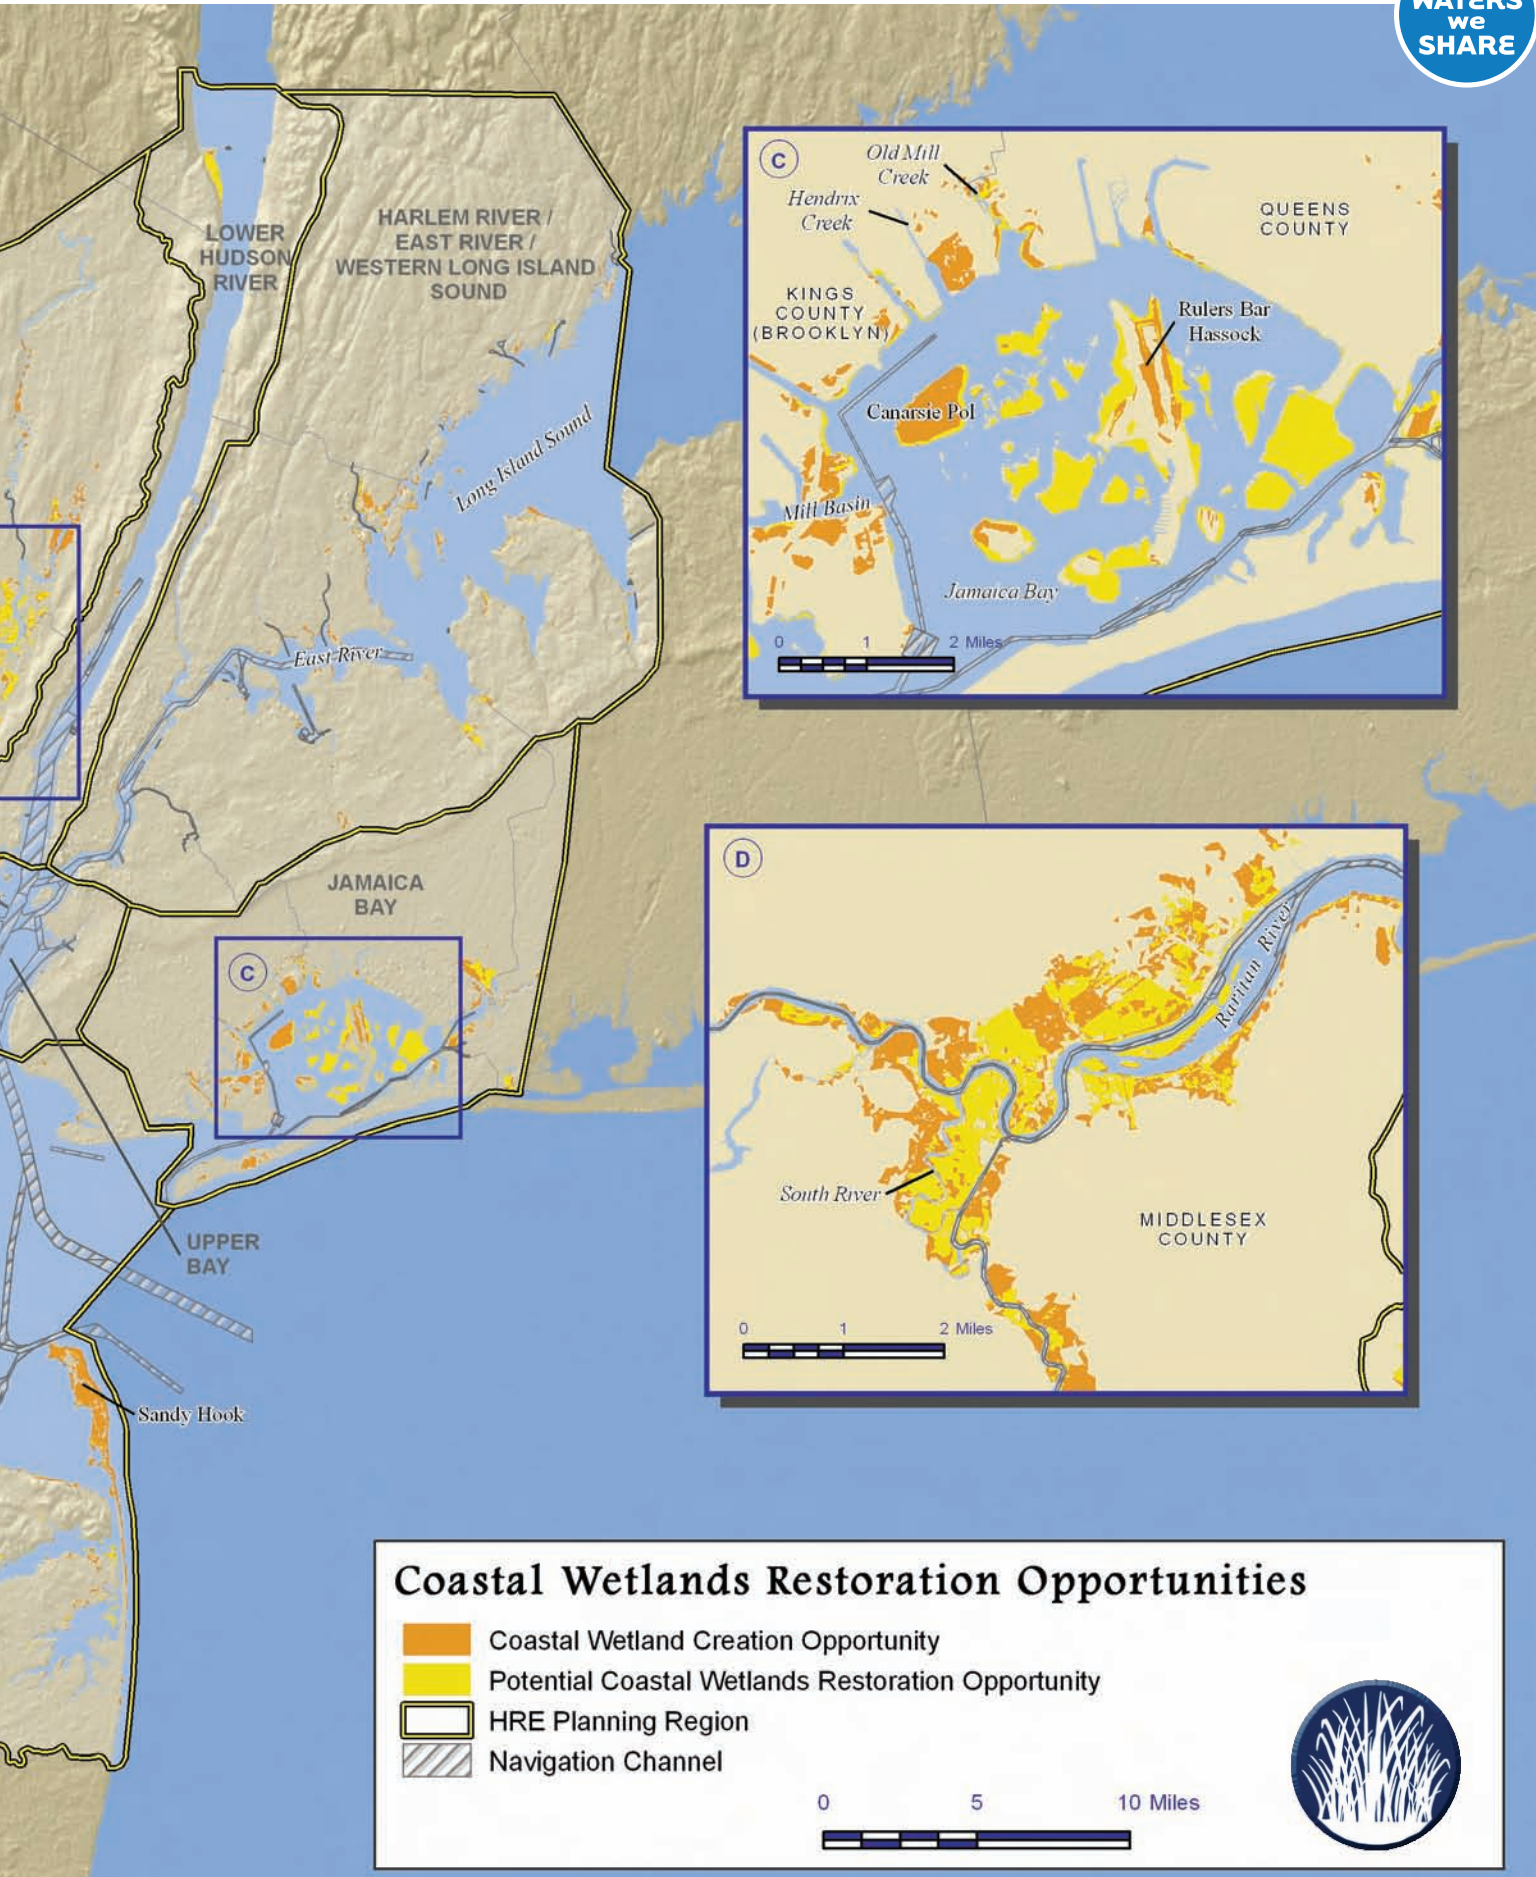 WATERS
we
SHARE
LOWER
HUDSON
RIVER
HARLEM RIVER /
EAST RIVER /
WESTERN LONG ISLAND
SOUND
Long Island Sound
East River
JAMAICA
BAY
C
UPPER
BAY
Sandy Hook
C
Old Mill
Creek
Hendrix
Creek
QUEENS
COUNTY
KINGS
COUNTY
(BROOKLYN)
Rulers Bar
Hassock
Canarsie Pol
Mill Basin
Jamaica Bay
0 1 2 Miles
D
Raritan River
South River
MIDDLESEX
COUNTY
0 1 2 Miles
Coastal Wetlands Restoration Opportunities
Coastal Wetland Creation Opportunity
Potential Coastal Wetlands Restoration Opportunity
HRE Planning Region
Navigation Channel
0 5 10 Miles